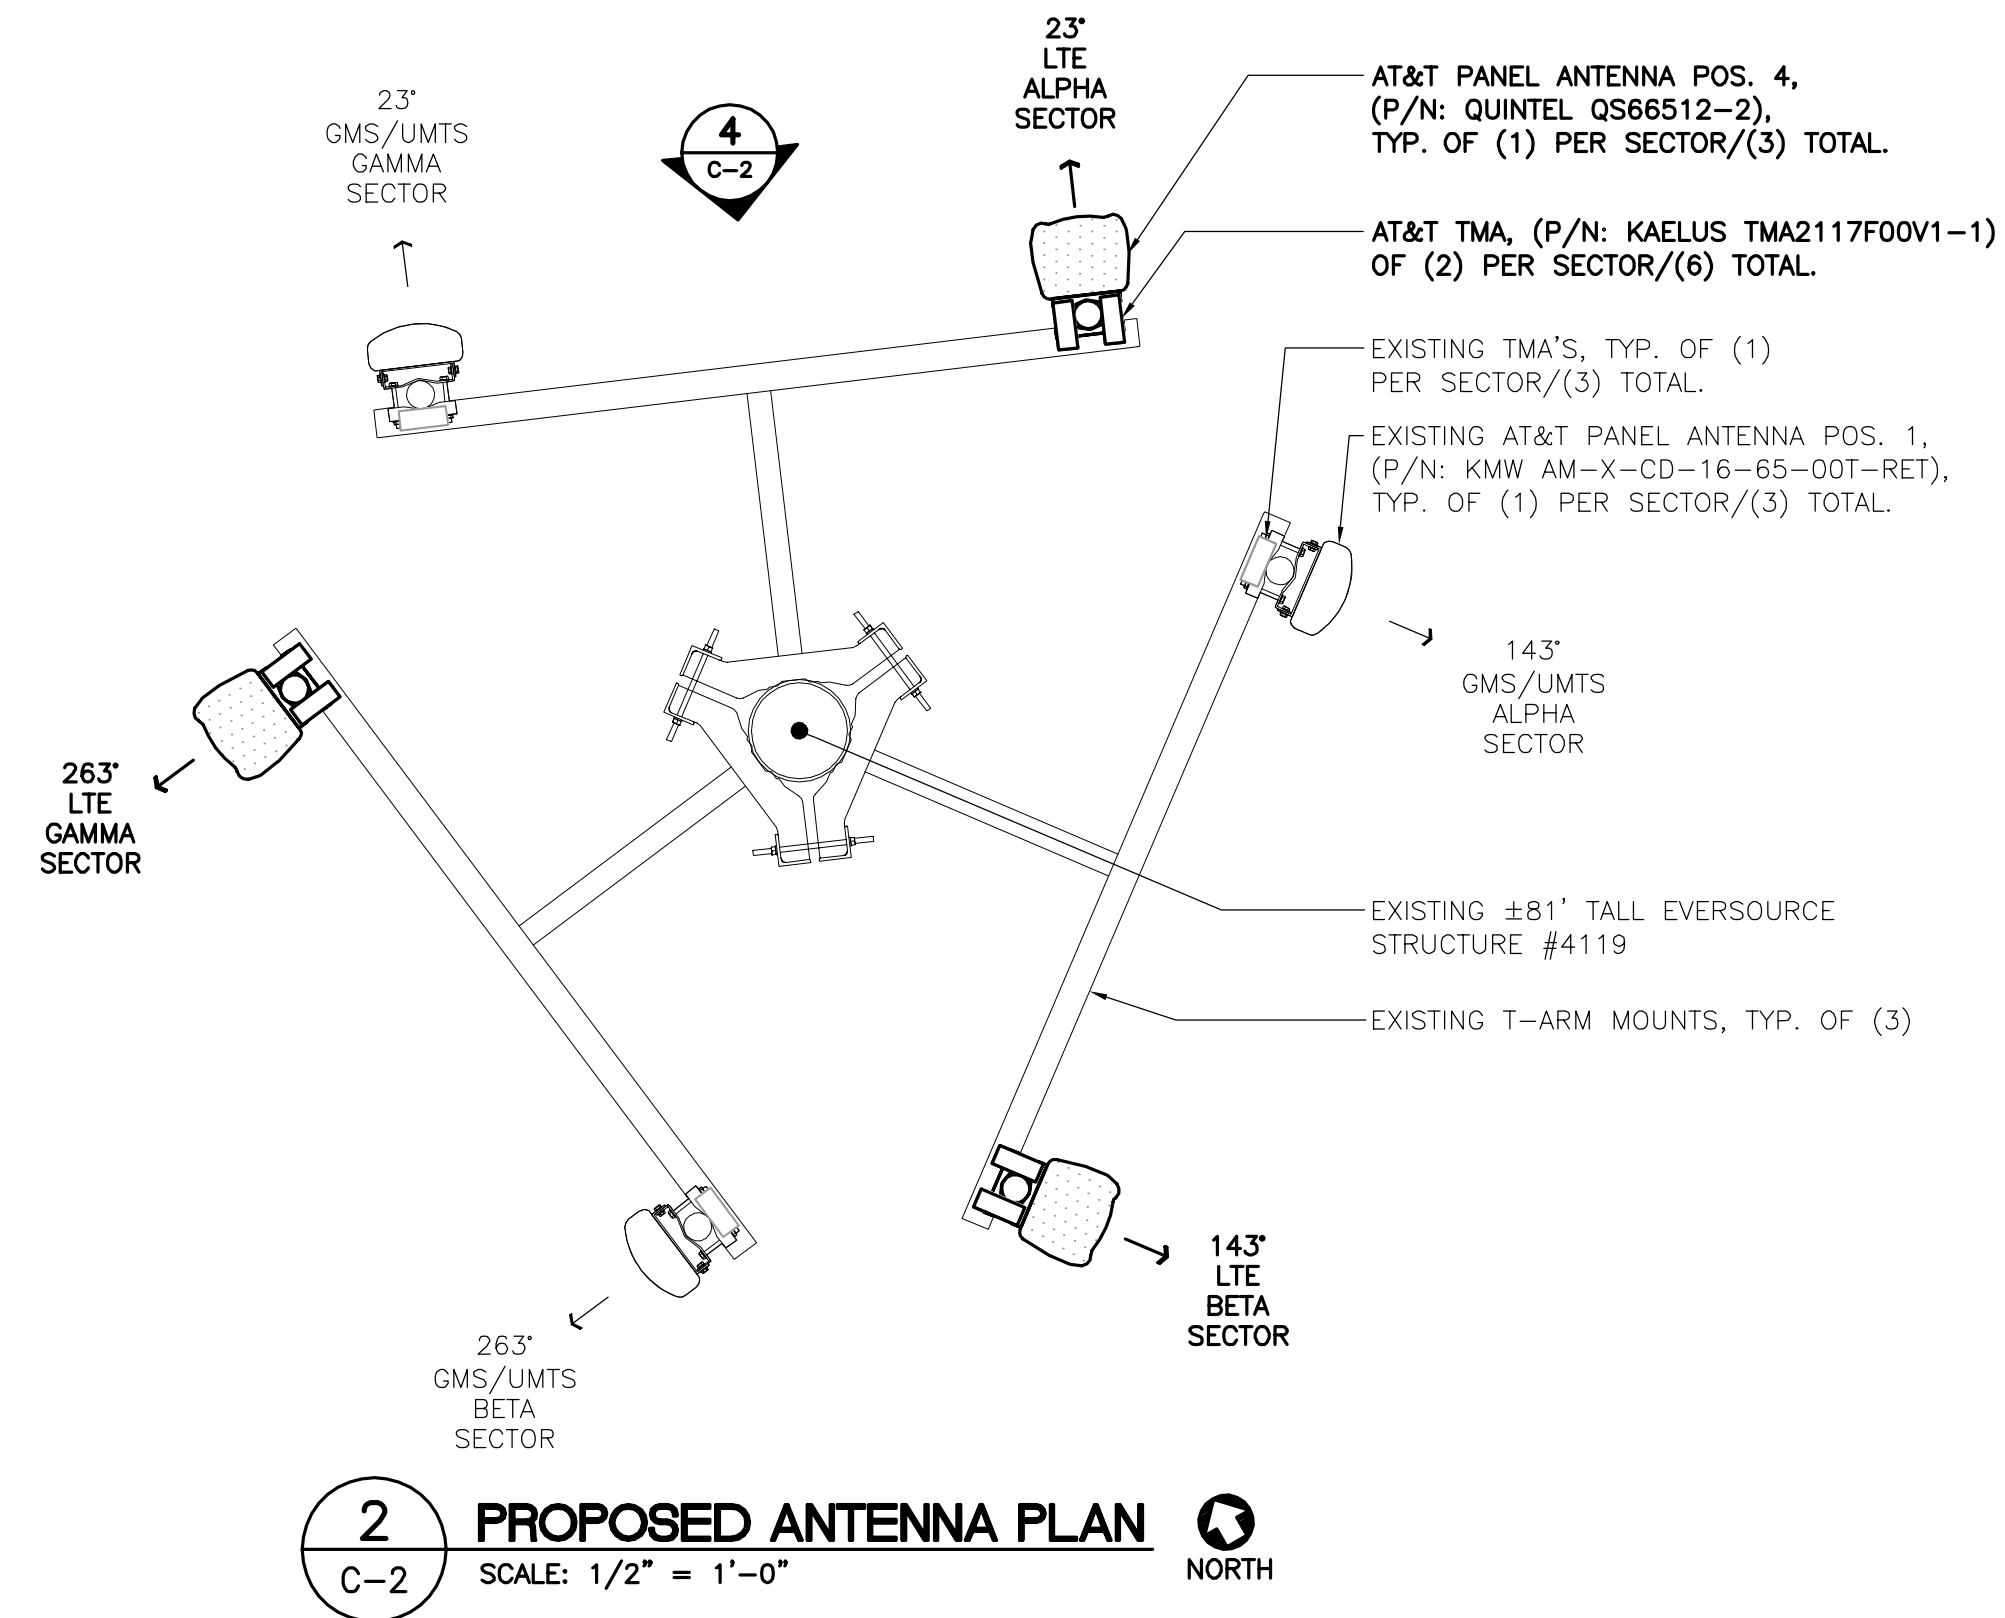 23°
LTE
ALPHA
SECTOR
AT&T PANEL ANTENNA POS. 4,
(P/N: QUINTEL QS66512-2),
TYP. OF (1) PER SECTOR/(3) TOTAL.
23°
GMS/UMTS
GAMMA
SECTOR
4
C-2
AT&T TMA, (P/N: KAELUS TMA2117F00V1-1)
OF (2) PER SECTOR/(6) TOTAL.
EXISTING TMA'S, TYP. OF (1)
PER SECTOR/(3) TOTAL.
EXISTING AT&T PANEL ANTENNA POS. 1,
(P/N: KMW AM-X-CD-16-65-00T-RET),
TYP. OF (1) PER SECTOR/(3) TOTAL.
143°
GMS/UMTS
ALPHA
SECTOR
263°
LTE
GAMMA
SECTOR
EXISTING ±81' TALL EVERSOURCE
STRUCTURE #4119
EXISTING T-ARM MOUNTS, TYP. OF (3)
143°
LTE
BETA
SECTOR
263°
GMS/UMTS
BETA
SECTOR
2
C-2
PROPOSED ANTENNA PLAN
SCALE: 1/2" = 1'-0"
NORTH